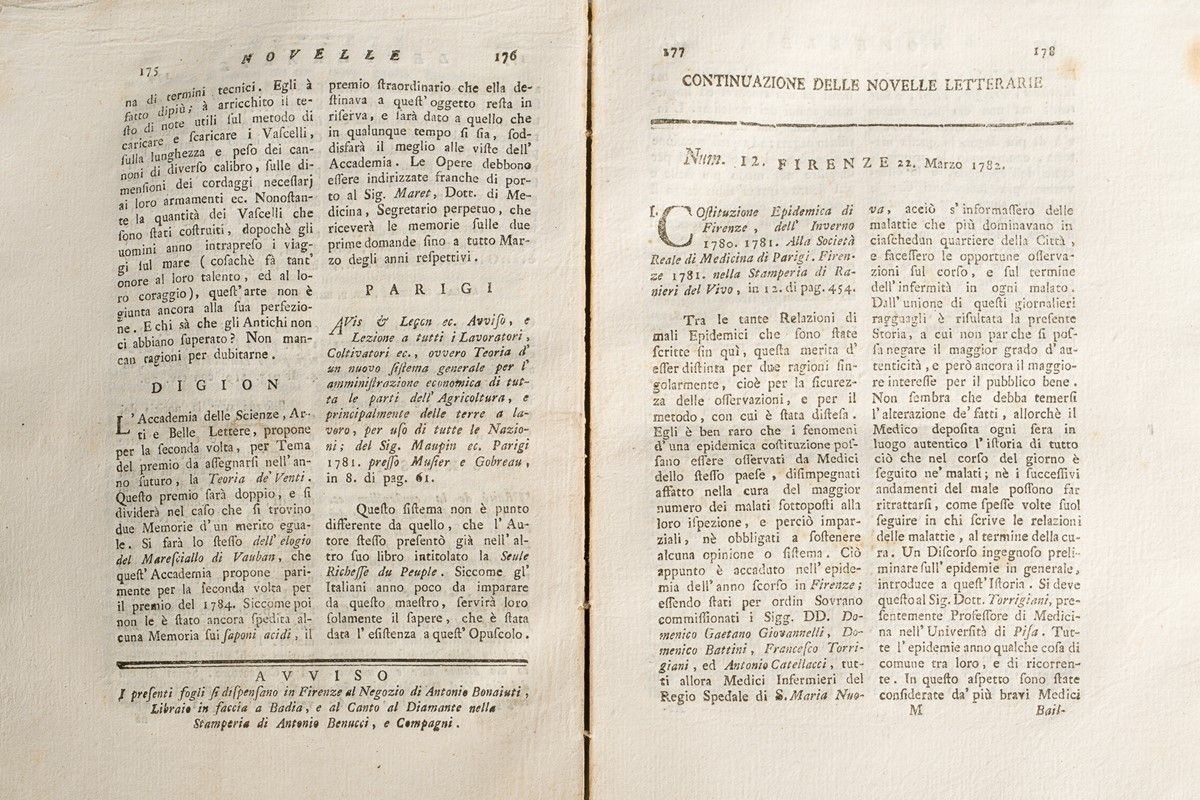 175
NOVELLE
176
na di termini tecnici. Egli à
fatto dipiù; à arricchito il te-
ſto di note utili ſul metodo di
caricare e ſcaricare i Vaſcelli,
ſulla lunghezza e peſo dei can-
noni di diverſo calibro, ſulle di-
menſioni dei cordaggi neceſſarj
ai loro armamenti ec. Nonoſtan-
te la quantità dei Vaſcelli che
ſono ſtati coſtruiti, dopochè gli
uomini anno intrapreſo i viag-
gi ſul mare (coſachè fà tant'
onore al loro talento, ed al lo-
ro coraggio), queſt'arte non è
giunta ancora alla ſua perfezio-
ne. E chi sà che gli Antichi non
ci abbiano ſuperato? Non man-
can ragioni per dubitarne.
DIGION
L'Accademia delle Scienze, Ar-
ti e Belle Lettere, propone
per la ſeconda volta, per Tema
del premio da aſſegnarſi nell'an-
no futuro, la Teoria de'Venti.
Queſto premio ſarà doppio, e ſi
dividerà nel caſo che ſi trovino
due Memorie d'un merito egua-
le. Si farà lo ſteſſo dell'elogio
del Mareſciallo di Vauban, che
queſt'Accademia propone pari-
mente per la ſeconda volta per
il premio del 1784. Siccome poi
non le è ſtato ancora ſpedita al-
cuna Memoria ſui ſaponi acidi, il
premio ſtraordinario che ella de-
ſtinava a queſt'oggetto reſta in
riſerva, e ſarà dato a quello che
in qualunque tempo ſi ſia, ſod-
disfarà il meglio alle viſte dell'
Accademia. Le Opere debbono
eſſere indirizzate franche di por-
to al Sig. Maret, Dott. di Me-
dicina, Segretario perpetuo, che
riceverà le memorie ſulle due
prime domande ſino a tutto Mar-
zo degli anni reſpettivi.
PARIGI
AVis & Leçon ec. Avviſo, e
Lezione a tutti i Lavoratori,
Coltivatori ec., ovvero Teoria d'
un nuovo ſiſtema generale per l'
amminiſtrazione economica di tut-
ta le parti dell'Agricoltura, e
principalmente delle terre a la-
voro, per uſo di tutte le Nazio-
ni; del Sig. Maupin ec. Parigi
1781. preſſo Muſier e Gobreau,
in 8. di pag. 61.
Queſto ſiſtema non è punto
differente da quello, che l'Au-
tore ſteſſo preſentò già nell'al-
tro ſuo libro intitolato la Seule
Richeſſe du Peuple. Siccome gl'
Italiani anno poco da imparare
da queſto maeſtro, ſervirà loro
ſolamente il ſapere, che è ſtata
data l'eſiſtenza a queſt'Opuſcolo.
AVVISO
I preſenti fogli ſi diſpenſano in Firenze al Negozio di Antonio Bonaiuti,
Libraio in faccia a Badia, e al Canto al Diamante nella
Stamperia di Antonio Benucci, e Compagni.
177
178
CONTINUAZIONE DELLE NOVELLE LETTERARIE
Num. 12. FIRENZE 22. Marzo 1782.
I. COſtituzione Epidemica di
Firenze, dell'Inverno
1780. 1781. Alla Società
Reale di Medicina di Parigi. Firen-
ze 1781. nella Stamperia di Ra-
nieri del Vivo, in 12. di pag. 454.
Tra le tante Relazioni di
mali Epidemici che ſono ſtate
ſcritte ſin quì, queſta merita d'
eſſer diſtinta per due ragioni ſin-
golarmente, cioè per la ſicurez-
za delle oſſervazioni, e per il
metodo, con cui è ſtata diſteſa.
Egli è ben raro che i fenomeni
d'una epidemica coſtituzione poſ-
ſano eſſere oſſervati da Medici
dello ſteſſo paeſe, diſimpegnati
affatto nella cura del maggior
numero dei malati ſottopoſti alla
loro iſpezione, e perciò impar-
ziali, nè obbligati a ſoſtenere
alcuna opinione o ſiſtema. Ciò
appunto è accaduto nell'epide-
mia dell'anno ſcorſo in Firenze;
eſſendo ſtati per ordin Sovrano
commiſſionati i Sigg. DD. Do-
menico Gaetano Giovannelli, Do-
menico Battini, Franceſco Torri-
giani, ed Antonio Catellacci, tut-
ti allora Medici Infermieri del
Regio Spedale di S. Maria Nuo-
va, acciò s'informaſſero delle
malattie che più dominavano in
ciaſchedun quartiere della Città,
e faceſſero le opportune oſſerva-
zioni ſul corſo, e ſul termine
dell'infermità in ogni malato.
Dall'unione di queſti giornalieri
ragguagli è riſultata la preſente
Storia, a cui non par che ſi poſ-
ſa negare il maggior grado d'au-
tenticità, e però ancora il maggio-
re intereſſe per il pubblico bene.
Non ſembra che debba temerſi
l'alterazione de'fatti, allorchè il
Medico depoſita ogni ſera in
luogo autentico l'iſtoria di tutto
ciò che nel corſo del giorno è
ſeguito ne'malati; nè i ſucceſſivi
andamenti del male poſſono far
ritrattarſi, come ſpeſſe volte ſuol
ſeguire in chi ſcrive le relazioni
delle malattie, al termine della cu-
ra. Un Diſcorſo ingegnoſo preli-
minare ſull'epidemie in generale,
introduce a queſt'Iſtoria. Si deve
queſto al Sig. Dott. Torrigiani, pre-
ſentemente Profeſſore di Medici-
na nell'Univerſità di Piſa. Tut-
te l'epidemie anno qualche coſa di
comune tra loro, e di ricorren-
te. In queſto aſpetto ſono ſtate
conſiderate da'più bravi Medici
M
Bail-